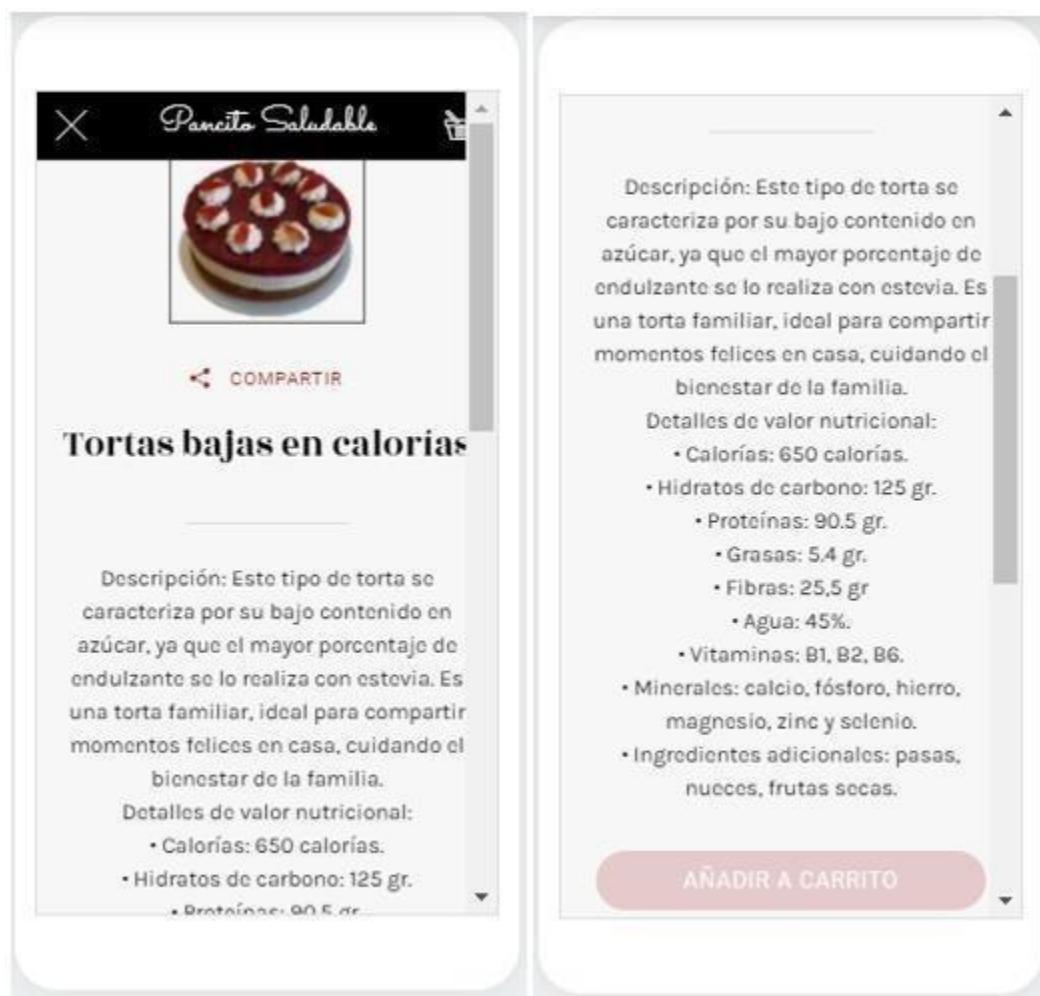 Pancito Saludable
COMPARTIR
Tortas bajas en calorías
Descripción: Este tipo de torta se
caracteriza por su bajo contenido en
azúcar, ya que el mayor porcentaje de
endulzante se lo realiza con estevia. Es
una torta familiar, ideal para compartir
momentos felices en casa, cuidando el
bienestar de la familia.
Detalles de valor nutricional:
• Calorías: 650 calorías.
• Hidratos de carbono: 125 gr.
• Proteínas: 90.5 gr.
Descripción: Este tipo de torta se
caracteriza por su bajo contenido en
azúcar, ya que el mayor porcentaje de
endulzante se lo realiza con estevia. Es
una torta familiar, ideal para compartir
momentos felices en casa, cuidando el
bienestar de la familia.
Detalles de valor nutricional:
• Calorías: 650 calorías.
• Hidratos de carbono: 125 gr.
• Proteínas: 90.5 gr.
• Grasas: 5.4 gr.
• Fibras: 25,5 gr
• Agua: 45%.
• Vitaminas: B1, B2, B6.
• Minerales: calcio, fósforo, hierro,
magnesio, zinc y selenio.
• Ingredientes adicionales: pasas,
nueces, frutas secas.
AÑADIR A CARRITO